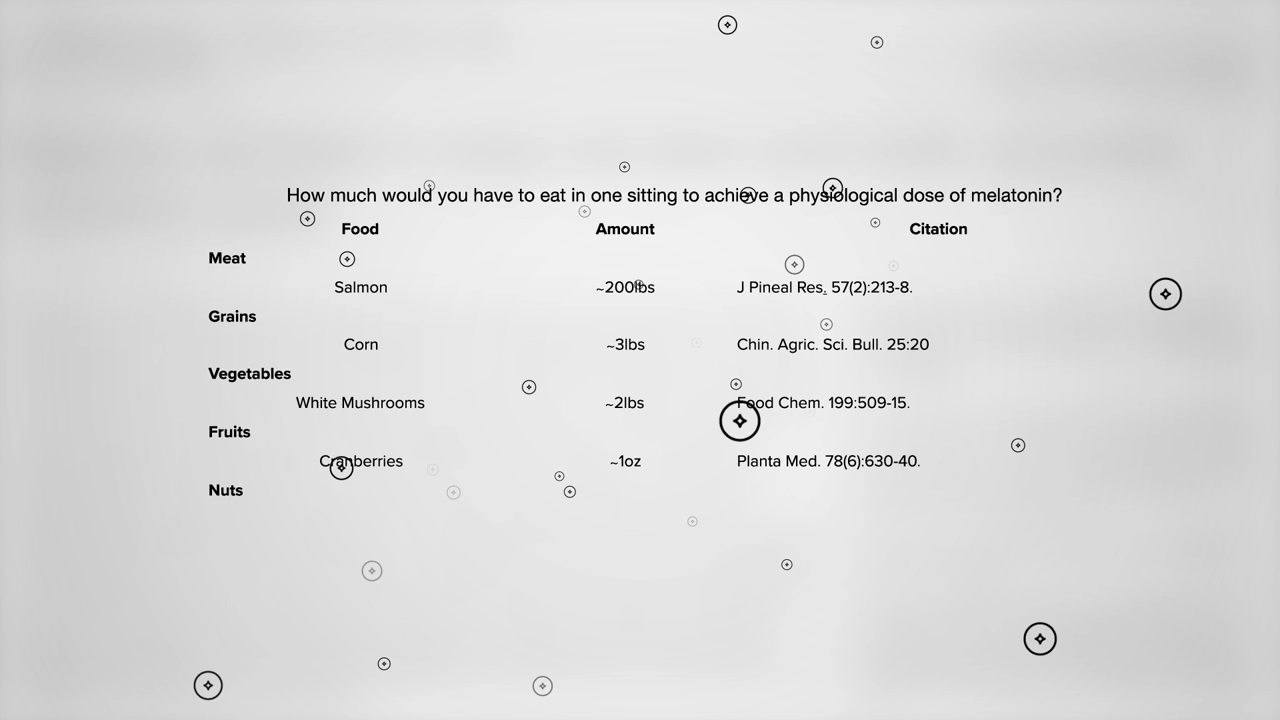 How much would you have to eat in one sitting to achieve a physiological dose of melatonin?
Food Amount Citation
Meat
Salmon ~200lbs J Pineal Res. 57(2):213-8.
Grains
Corn ~3lbs Chin. Agric. Sci. Bull. 25:20
Vegetables
White Mushrooms ~2lbs Food Chem. 199:509-15.
Fruits
Cranberries ~1oz Planta Med. 78(6):630-40.
Nuts